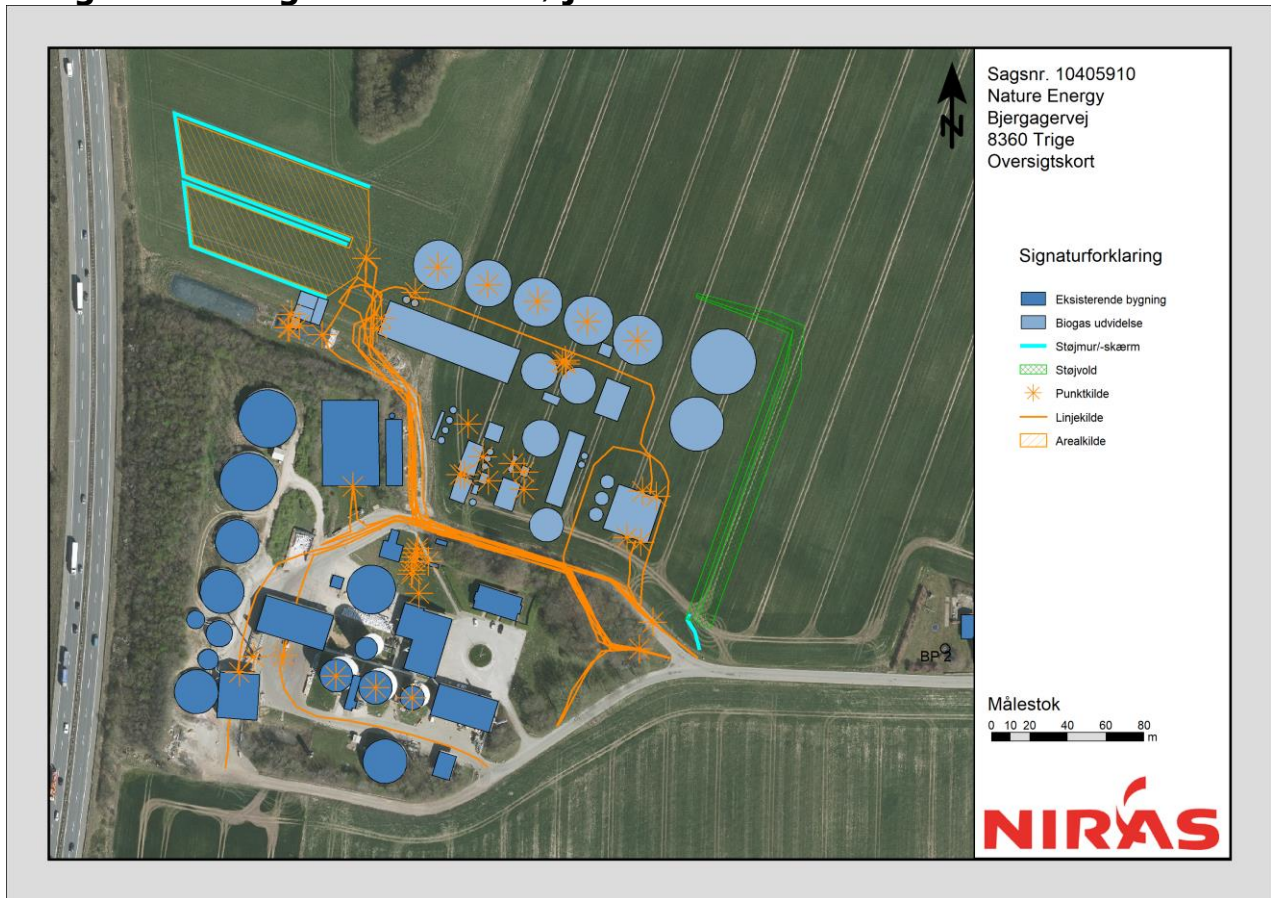 Sagsnr. 10405910
Nature Energy
Bjergagervej
8360 Trige
Oversigtskort
N
Signaturforklaring
Eksisterende bygning
Biogas udvidelse
Støjmur/-skærm
Støjvold
Punktkilde
Linjekilde
Arealkilde
BP 2
Målestok
0 10 20 40 60 80
m
NIRAS